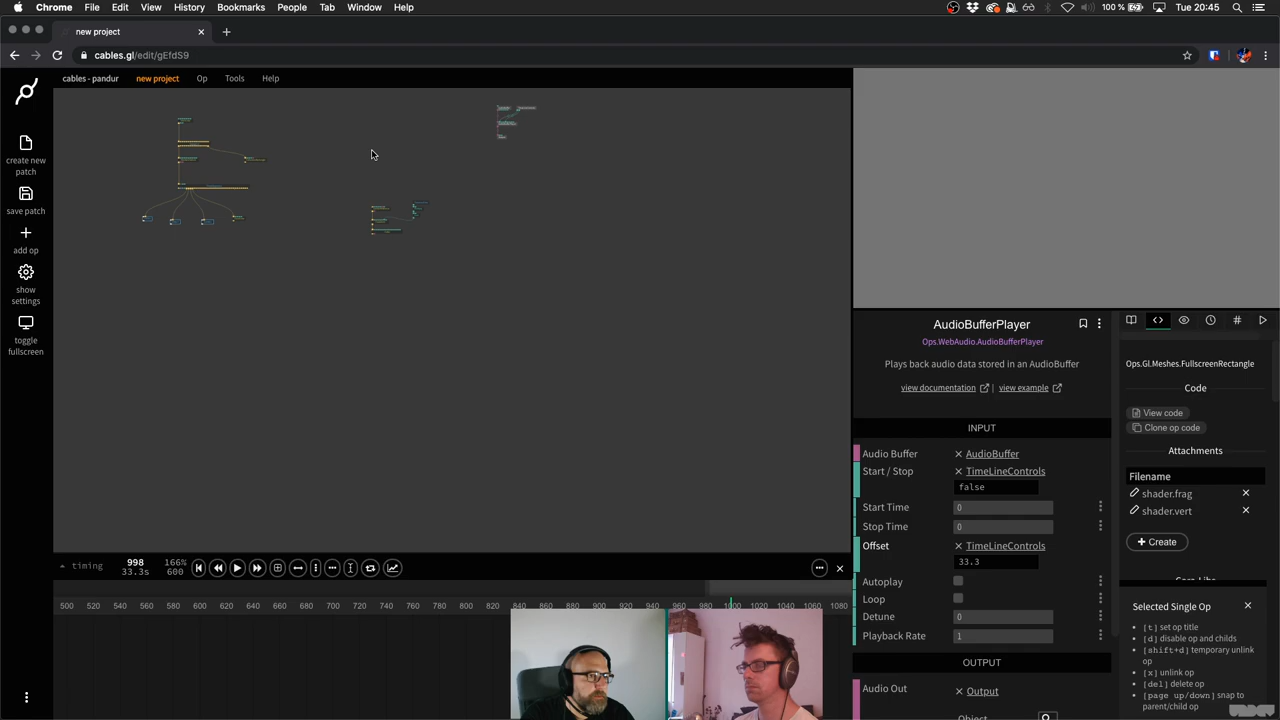 Chrome File Edit View History Bookmarks People Tab Window Help 100 % Tue 20:45
new project
cables.gl/edit/gEfdS9
cables - pandur new project Op Tools Help
create new
patch
save patch
add op
show
settings
toggle
fullscreen
AudioBufferPlayer
Ops.WebAudio.AudioBufferPlayer
Plays back audio data stored in an AudioBuffer
view documentation | view example
INPUT
Audio Buffer AudioBuffer
Start / Stop TimeLineControls
false
Start Time 0
Stop Time 0
Offset TimeLineControls
33.3
Autoplay
Loop
Detune 0
Playback Rate 1
OUTPUT
Audio Out Output
Object
Ops.Gl.Meshes.FullscreenRectangle
Code
View code
Clone op code
Attachments
Filename
shader.frag
shader.vert
+ Create
Selected Single Op
• [t] set op title
• [d] disable op and childs
• [shift+d] temporary unlink
op
• [x] unlink op
• [del] delete op
• [page up/down] snap to
parent/child op
timing 998 166%
33.3s 600
500 520 540 560 580 600 620 640 660 680 700 720 740 760 780 800 820 840 860 880 900 920 940 960 980 1000 1020 1040 1060 1080